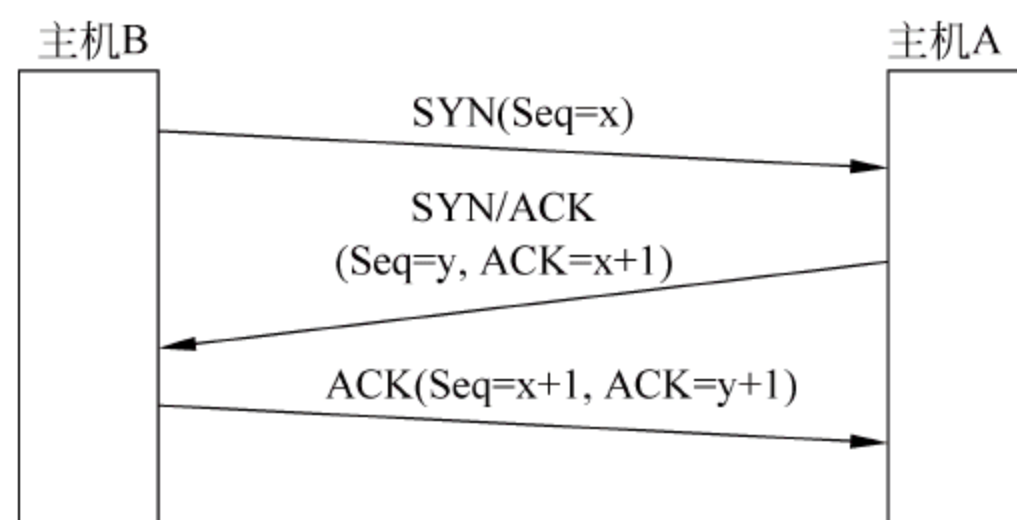 主机B
主机A
SYN(Seq=x)
SYN/ACK
(Seq=y, ACK=x+1)
ACK(Seq=x+1, ACK=y+1)